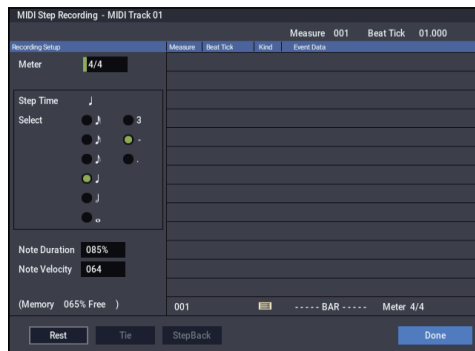 MIDI Step Recording - MIDI Track 01
Measure 001 Beat Tick 01.000
Recording Setup Measure Beat Tick Kind Event Data
Meter 4/4
Step Time ♩
Select ♪ 3
♪ -
♪ .
♩
𝅗𝅥
𝅝
Note Duration 085%
Note Velocity 064
(Memory 065% Free )
001 ----- BAR ----- Meter 4/4
Rest Tie StepBack Done